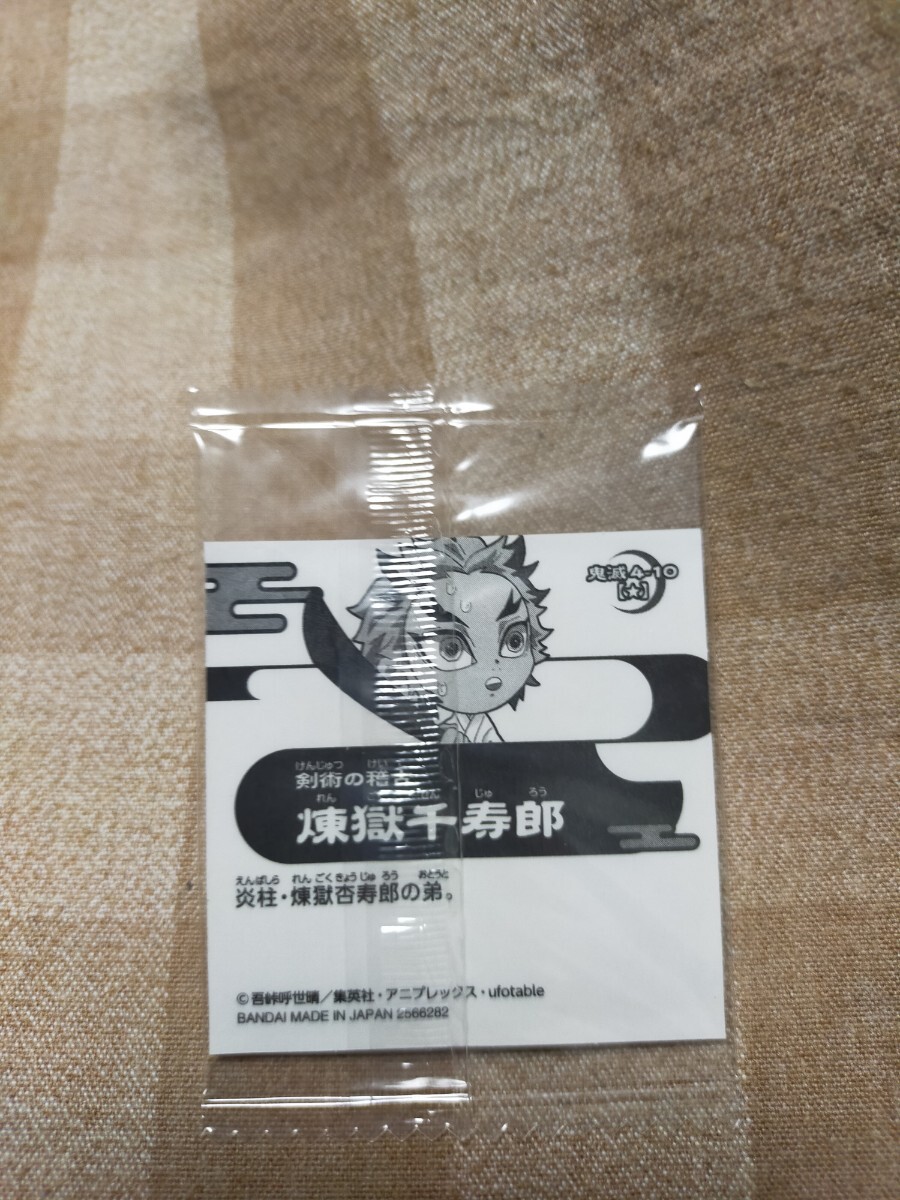 鬼滅 4-10
[★]
けんじゅつ けいこ
剣術の稽古
れん ごく せん じゅ ろう
煉獄千寿郎
えんばしら れんごくきょうじゅろう おとうと
炎柱・煉獄杏寿郎の弟。
©吾峠呼世晴／集英社・アニプレックス・ufotable
BANDAI MADE IN JAPAN 2566282